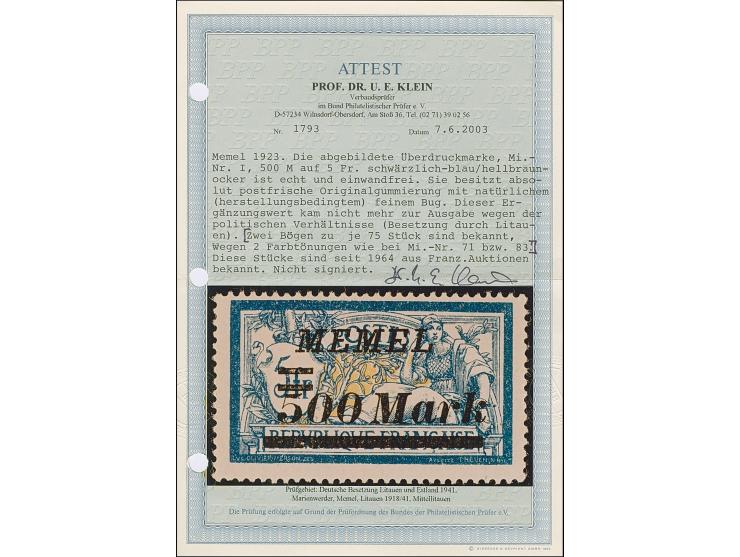 ATTEST
PROF. DR. U. E. KLEIN
Verbandsprüfer
im Bund Philatelistischer Prüfer e. V.
D-57234 Wilnsdorf-Obersdorf, Am Stoß 36, Tel. (02 71) 39 02 56
Nr. 1793 Datum 7.6.2003
Memel 1923. Die abgebildete Überdruckmarke, Mi.-
Nr. I, 500 M auf 5 Fr. schwärzlich-blau/hellbraun-
ocker ist echt und einwandfrei. Sie besitzt abso-
lut postfrische Originalgummierung mit natürlichem
(herstellungsbedingtem) feinem Bug. Dieser Er-
gänzungswert kam nicht mehr zur Ausgabe wegen der
politischen Verhältnisse (Besetzung durch Litau-
en). [Zwei Bögen zu je 75 Stück sind bekannt,
wegen 2 Farbtönungen wie bei Mi.-Nr. 71 bzw. 83.]
Diese Stücke sind seit 1964 aus Franz.Auktionen
bekannt. Nicht signiert.
MEMEL
500 Mark
REPUBLIQUE FRANÇAISE
Prüfgebiet: Deutsche Besetzung Litauen und Estland 1941,
Marienwerder, Memel, Litauen 1918/41, Mittellitauen
Die Prüfung erfolgte auf Grund der Prüfordnung des Bundes der Philatelistischen Prüfer e.V.